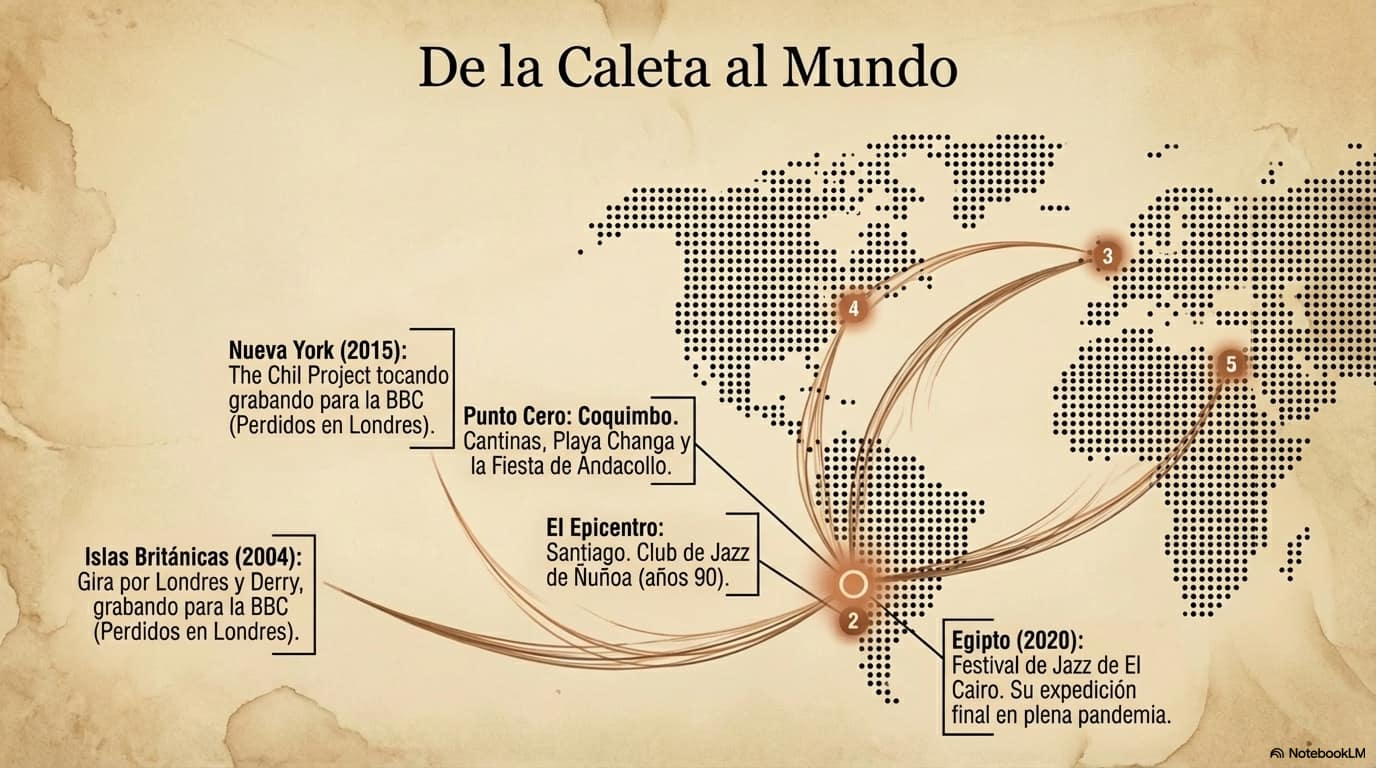 De la Caleta al Mundo
3
4
5
Nueva York (2015):
The Chil Project tocando
grabando para la BBC
(Perdidos en Londres).
Punto Cero: Coquimbo.
Cantinas, Playa Changa y
la Fiesta de Andacollo.
El Epicentro:
Santiago. Club de Jazz
de Ñuñoa (años 90).
Islas Británicas (2004):
Gira por Londres y Derry,
grabando para la BBC
(Perdidos en Londres).
2
Egipto (2020):
Festival de Jazz de El
Cairo. Su expedición
final en plena pandemia.
NotebookLM